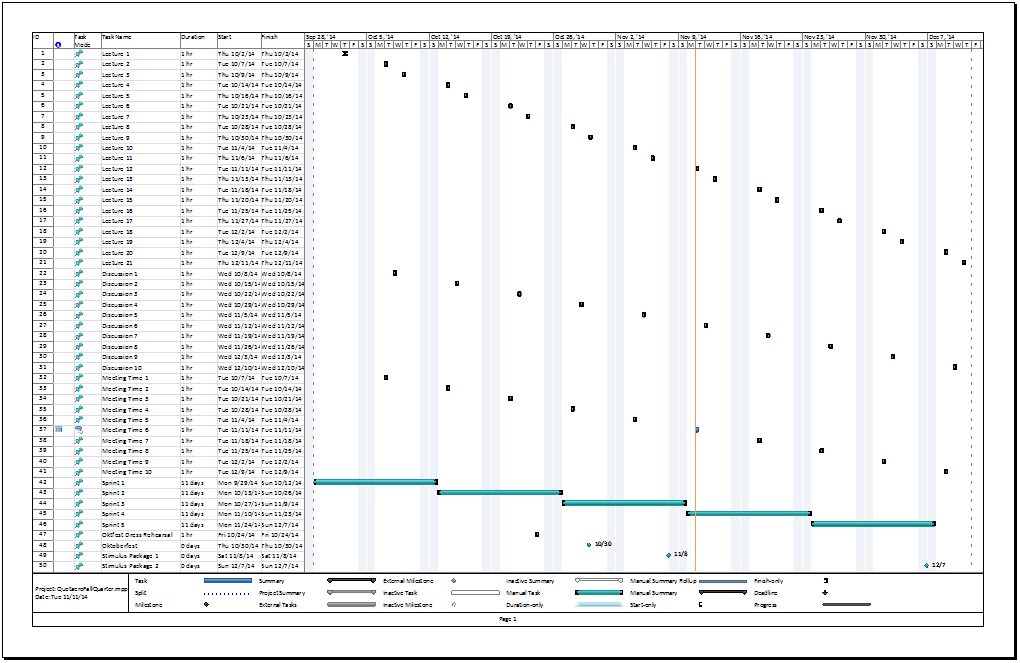 ID Task Mode Task Name Duration Start Finish Sep 28, '14 Oct 5, '14 Oct 12, '14 Oct 19, '14 Oct 26, '14 Nov 2, '14 Nov 9, '14 Nov 16, '14 Nov 23, '14 Nov 30, '14 Dec 7, '14
S M T W T F S S M T W T F S S M T W T F S S M T W T F S S M T W T F S S M T W T F S S M T W T F S S M T W T F S S M T W T F S S M T W T F S S M T W T F
1 Lecture 1 1 hr Thu 10/2/14 Thu 10/2/14
2 Lecture 2 1 hr Tue 10/7/14 Tue 10/7/14
3 Lecture 3 1 hr Thu 10/9/14 Thu 10/9/14
4 Lecture 4 1 hr Tue 10/14/14 Tue 10/14/14
5 Lecture 5 1 hr Thu 10/16/14 Thu 10/16/14
6 Lecture 6 1 hr Tue 10/21/14 Tue 10/21/14
7 Lecture 7 1 hr Thu 10/23/14 Thu 10/23/14
8 Lecture 8 1 hr Tue 10/28/14 Tue 10/28/14
9 Lecture 9 1 hr Thu 10/30/14 Thu 10/30/14
10 Lecture 10 1 hr Tue 11/4/14 Tue 11/4/14
11 Lecture 11 1 hr Thu 11/6/14 Thu 11/6/14
12 Lecture 12 1 hr Tue 11/11/14 Tue 11/11/14
13 Lecture 13 1 hr Thu 11/13/14 Thu 11/13/14
14 Lecture 14 1 hr Tue 11/18/14 Tue 11/18/14
15 Lecture 15 1 hr Thu 11/20/14 Thu 11/20/14
16 Lecture 16 1 hr Tue 11/25/14 Tue 11/25/14
17 Lecture 17 1 hr Thu 11/27/14 Thu 11/27/14
18 Lecture 18 1 hr Tue 12/2/14 Tue 12/2/14
19 Lecture 19 1 hr Thu 12/4/14 Thu 12/4/14
20 Lecture 20 1 hr Tue 12/9/14 Tue 12/9/14
21 Lecture 21 1 hr Thu 12/11/14 Thu 12/11/14
22 Discussion 1 1 hr Wed 10/8/14 Wed 10/8/14
23 Discussion 2 1 hr Wed 10/15/14 Wed 10/15/14
24 Discussion 3 1 hr Wed 10/22/14 Wed 10/22/14
25 Discussion 4 1 hr Wed 10/29/14 Wed 10/29/14
26 Discussion 5 1 hr Wed 11/5/14 Wed 11/5/14
27 Discussion 6 1 hr Wed 11/12/14 Wed 11/12/14
28 Discussion 7 1 hr Wed 11/19/14 Wed 11/19/14
29 Discussion 8 1 hr Wed 11/26/14 Wed 11/26/14
30 Discussion 9 1 hr Wed 12/3/14 Wed 12/3/14
31 Discussion 10 1 hr Wed 12/10/14 Wed 12/10/14
32 Meeting Time 1 1 hr Tue 10/7/14 Tue 10/7/14
33 Meeting Time 2 1 hr Tue 10/14/14 Tue 10/14/14
34 Meeting Time 3 1 hr Tue 10/21/14 Tue 10/21/14
35 Meeting Time 4 1 hr Tue 10/28/14 Tue 10/28/14
36 Meeting Time 5 1 hr Tue 11/4/14 Tue 11/4/14
37 Meeting Time 6 1 hr Tue 11/11/14 Tue 11/11/14
38 Meeting Time 7 1 hr Tue 11/18/14 Tue 11/18/14
39 Meeting Time 8 1 hr Tue 11/25/14 Tue 11/25/14
40 Meeting Time 9 1 hr Tue 12/2/14 Tue 12/2/14
41 Meeting Time 10 1 hr Tue 12/9/14 Tue 12/9/14
42 Sprint 1 11 days Mon 9/29/14 Sun 10/12/14
43 Sprint 2 11 days Mon 10/13/14 Sun 10/26/14
44 Sprint 3 11 days Mon 10/27/14 Sun 11/9/14
45 Sprint 4 11 days Mon 11/10/14 Sun 11/23/14
46 Sprint 5 11 days Mon 11/24/14 Sun 12/7/14
47 Oktfest Dress Rehearsal 1 hr Fri 10/24/14 Fri 10/24/14
48 Oktoberfest 0 days Thu 10/30/14 Thu 10/30/14 10/30
49 Stimulus Package 1 0 days Sat 11/8/14 Sat 11/8/14 11/8
50 Stimulus Package 2 0 days Sun 12/7/14 Sun 12/7/14 12/7
Project: QuotaeroFallQuarter.mpp
Date: Tue 11/11/14
Task Summary External Milestone Inactive Summary Manual Summary Rollup Finish-only
Split Project Summary Inactive Task Manual Task Manual Summary Deadline
Milestone External Tasks Inactive Milestone Duration-only Start-only Progress
Page 1